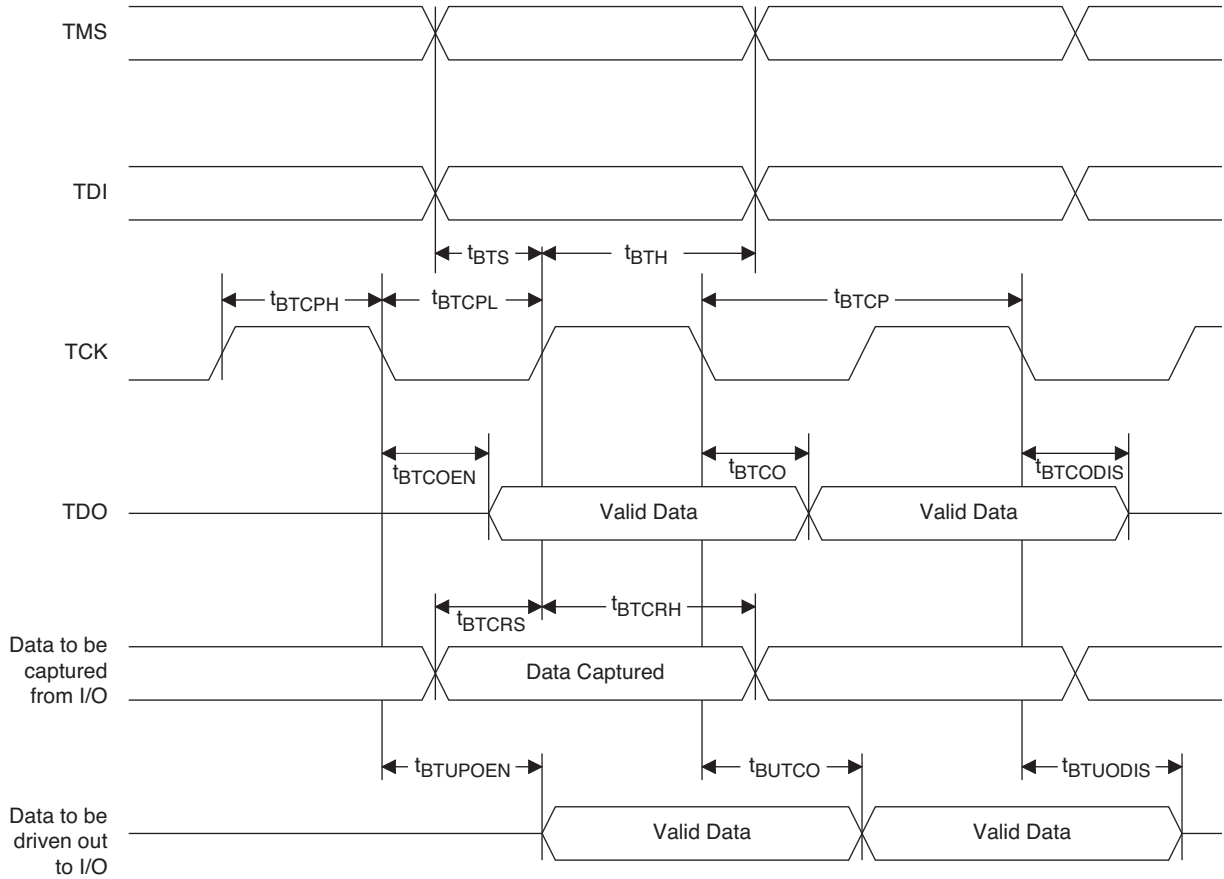 TMS
TDI
tBTS
tBTH
tBTCPH
tBTCPL
tBTCP
TCK
tBTCOEN
tBTCO
tBTCODIS
TDO
Valid Data
Valid Data
tBTCRS
tBTCRH
Data to be
captured
from I/O
Data Captured
tBTUPOEN
tBUTCO
tBTUODIS
Data to be
driven out
to I/O
Valid Data
Valid Data